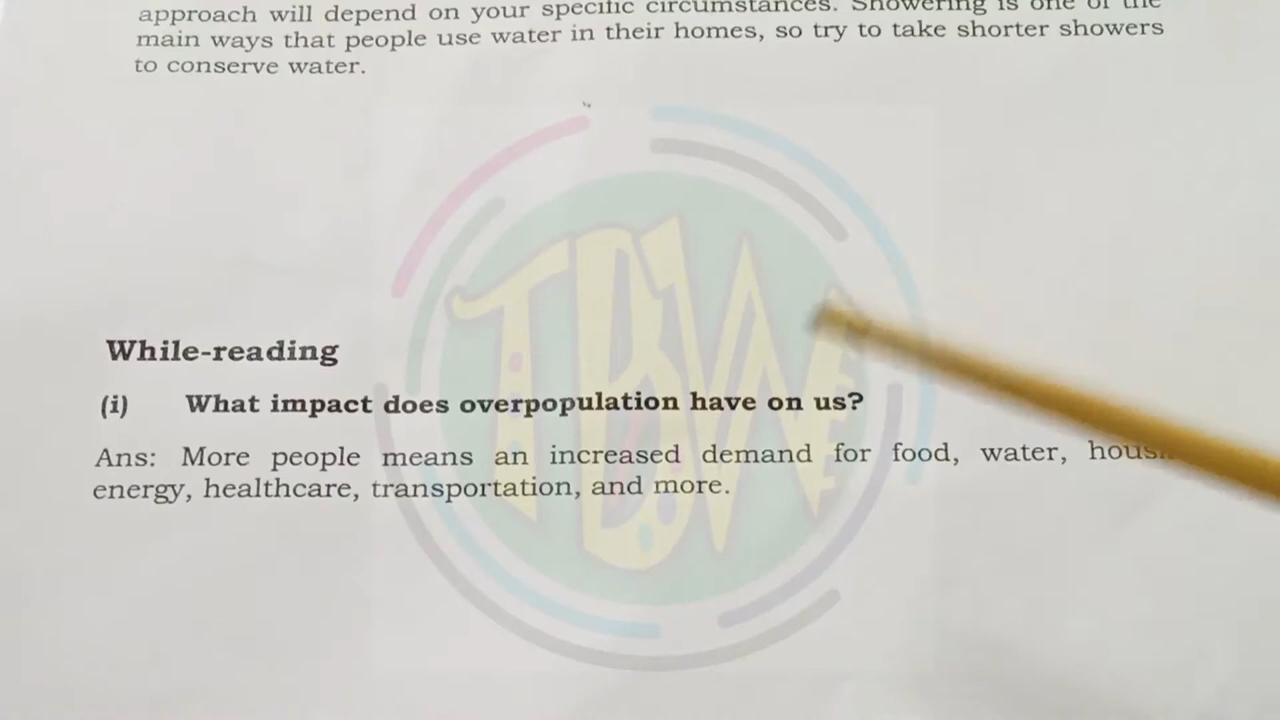 approach will depend on your specific circumstances. Showering is one of the
main ways that people use water in their homes, so try to take shorter showers
to conserve water.
TBW
While-reading
(i) What impact does overpopulation have on us?
Ans: More people means an increased demand for food, water,
energy, healthcare, transportation, and more.